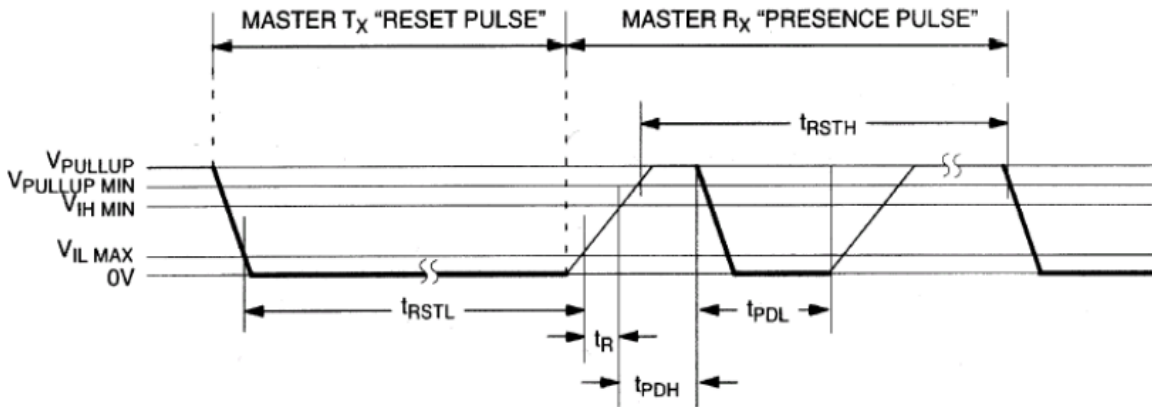 MASTER TX “RESET PULSE” MASTER RX “PRESENCE PULSE”
tRSTH
VPULLUP
VPULLUP MIN
VIH MIN
VIL MAX
0V
tRSTL tPDL
tR
tPDH